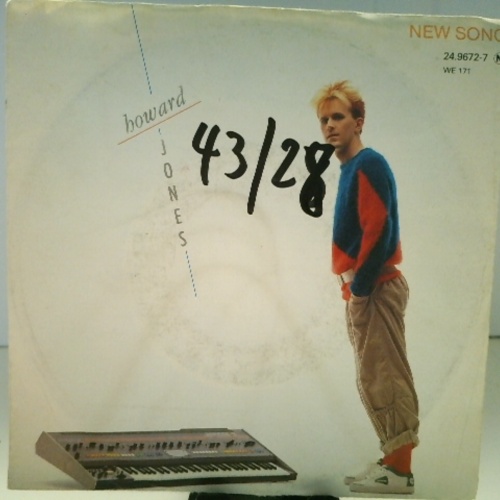 NEW SONG
24.9672-7
WE 171
howard
JONES
43/28